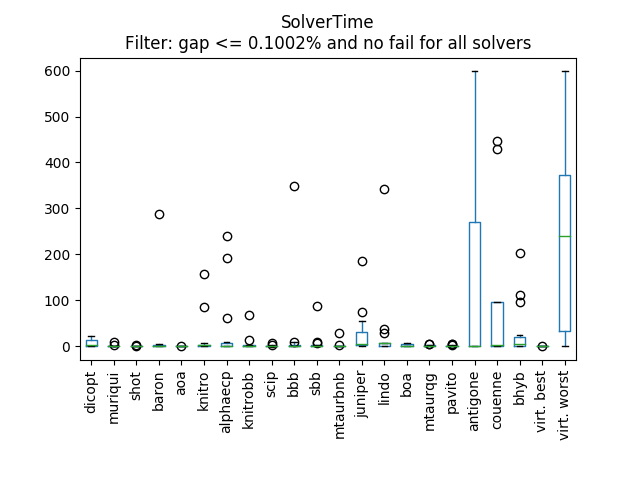 SolverTime
Filter: gap <= 0.1002% and no fail for all solvers
600
500
400
300
200
100
0
dicopt
muriqui
shot
baron
aoa
knitro
alphaecp
knitrobb
scip
bbb
sbb
mtaurbnb
juniper
lindo
boa
mtaurqg
pavito
antigone
couenne
bhyb
virt. best
virt. worst